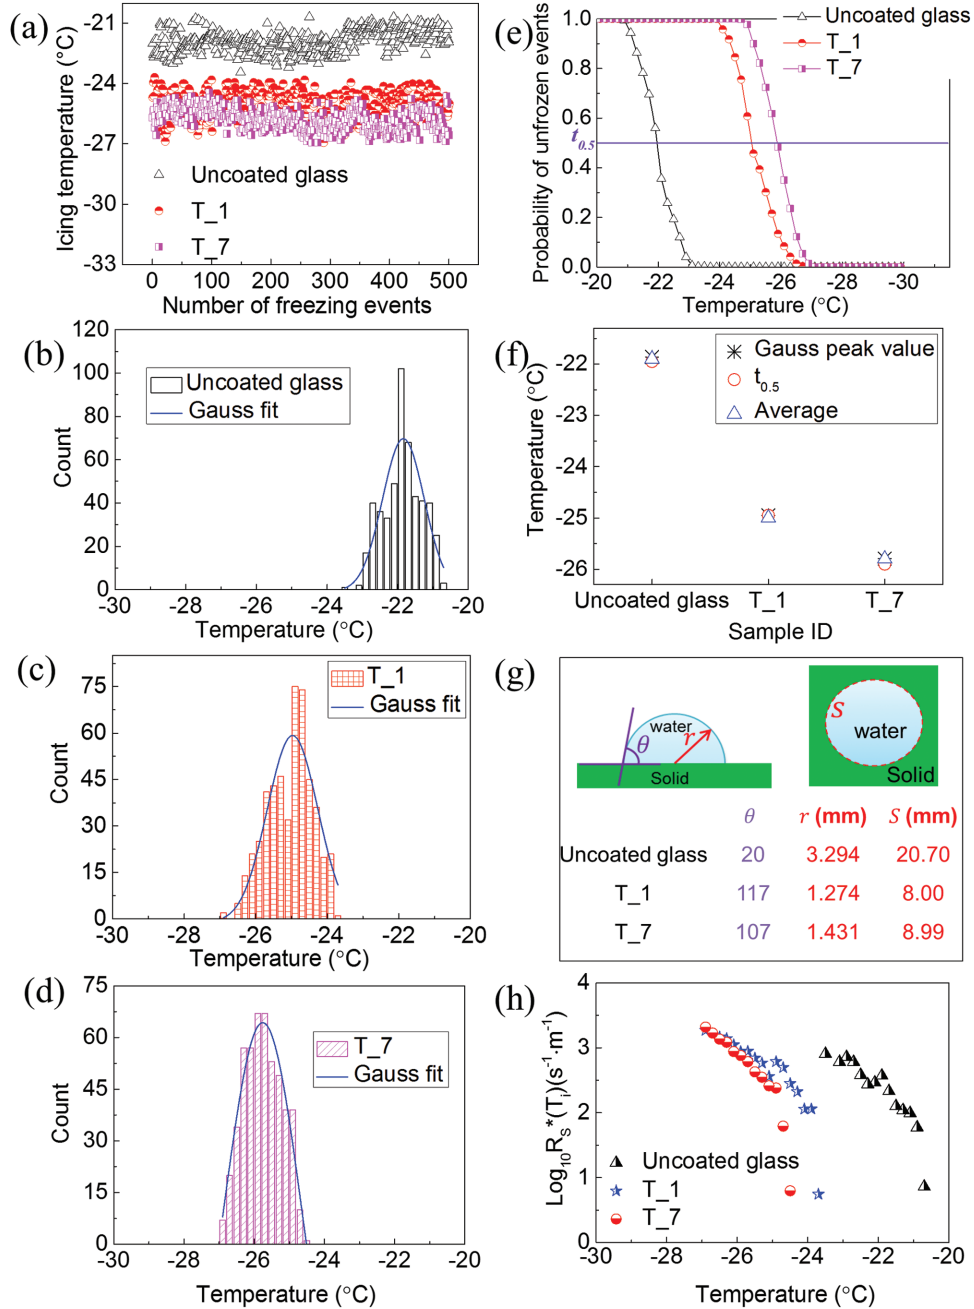 (a)
Icing temperature (°C)
-21
-24
-27
-30
-33
Uncoated glass
T_1
T_7
0 100 200 300 400 500
Number of freezing events
(e)
Probability of unfrozen events
1.0
0.8
0.6
t0.5
0.4
0.2
0.0
Uncoated glass
T_1
T_7
-20 -22 -24 -26 -28 -30
Temperature (°C)
(b)
Count
120
100
80
60
40
20
0
Uncoated glass
Gauss fit
-30 -28 -26 -24 -22 -20
Temperature (°C)
(f)
Temperature (°C)
-22
-23
-24
-25
-26
Gauss peak value
t0.5
Average
Uncoated glass T_1 T_7
Sample ID
(c)
Count
75
60
45
30
15
0
T_1
Gauss fit
-30 -28 -26 -24 -22 -20
Temperature (°C)
(g)
water
θ
r
Solid
S
water
Solid
θ r (mm) S (mm)
Uncoated glass 20 3.294 20.70
T_1 117 1.274 8.00
T_7 107 1.431 8.99
(d)
Count
75
60
45
30
15
0
T_7
Gauss fit
-30 -28 -26 -24 -22 -20
Temperature (°C)
(h)
Log10RS*(Ti)(s-1·m-1)
4
3
2
1
0
Uncoated glass
T_1
T_7
-30 -28 -26 -24 -22 -20
Temperature (°C)